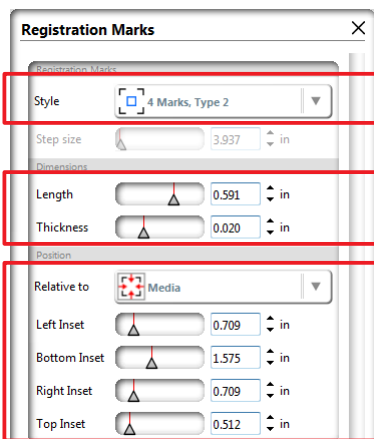 Registration Marks
Registration Marks
Style 4 Marks, Type 2
Step size 3.937 in
Dimensions
Length 0.591 in
Thickness 0.020 in
Position
Relative to Media
Left Inset 0.709 in
Bottom Inset 1.575 in
Right Inset 0.709 in
Top Inset 0.512 in